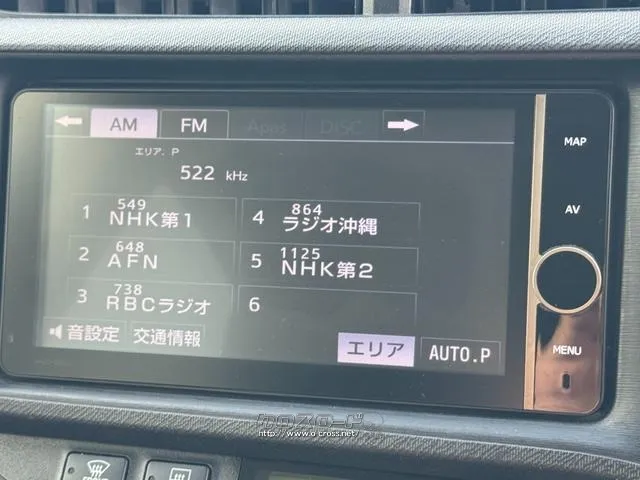 AM FM Apps DISC
MAP
エリア. P
522 kHz
AV
1 549 NHK第1
4 864 ラジオ沖縄
2 648 AFN
5 1125 NHK第2
3 738 RBCラジオ
6
音設定 交通情報
エリア AUTO.P
MENU
http://www.o-cross.net